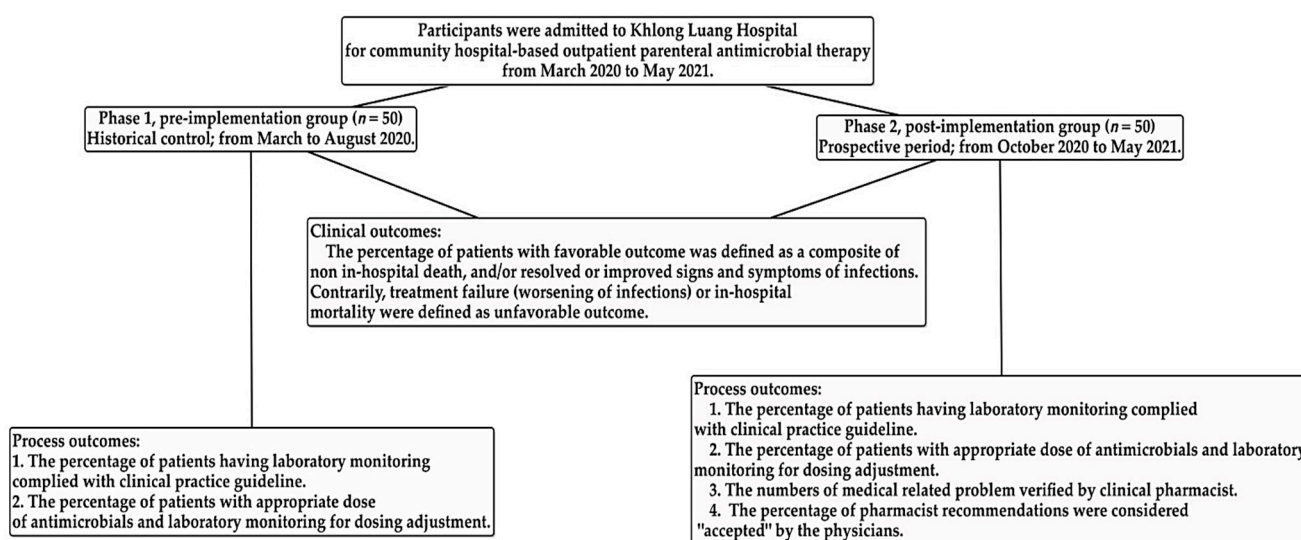 Participants were admitted to Khlong Luang Hospital
for community hospital-based outpatient parenteral antimicrobial therapy
from March 2020 to May 2021.
Phase 1, pre-implementation group (n = 50)
Historical control; from March to August 2020.
Phase 2, post-implementation group (n = 50)
Prospective period; from October 2020 to May 2021.
Clinical outcomes:
The percentage of patients with favorable outcome was defined as a composite of
non in-hospital death, and/or resolved or improved signs and symptoms of infections.
Contrarily, treatment failure (worsening of infections) or in-hospital
mortality were defined as unfavorable outcome.
Process outcomes:
1. The percentage of patients having laboratory monitoring
complied with clinical practice guideline.
2. The percentage of patients with appropriate dose
of antimicrobials and laboratory monitoring for dosing adjustment.
Process outcomes:
1. The percentage of patients having laboratory monitoring complied
with clinical practice guideline.
2. The percentage of patients with appropriate dose of antimicrobials and laboratory
monitoring for dosing adjustment.
3. The numbers of medical related problem verified by clinical pharmacist.
4. The percentage of pharmacist recommendations were considered
"accepted" by the physicians.